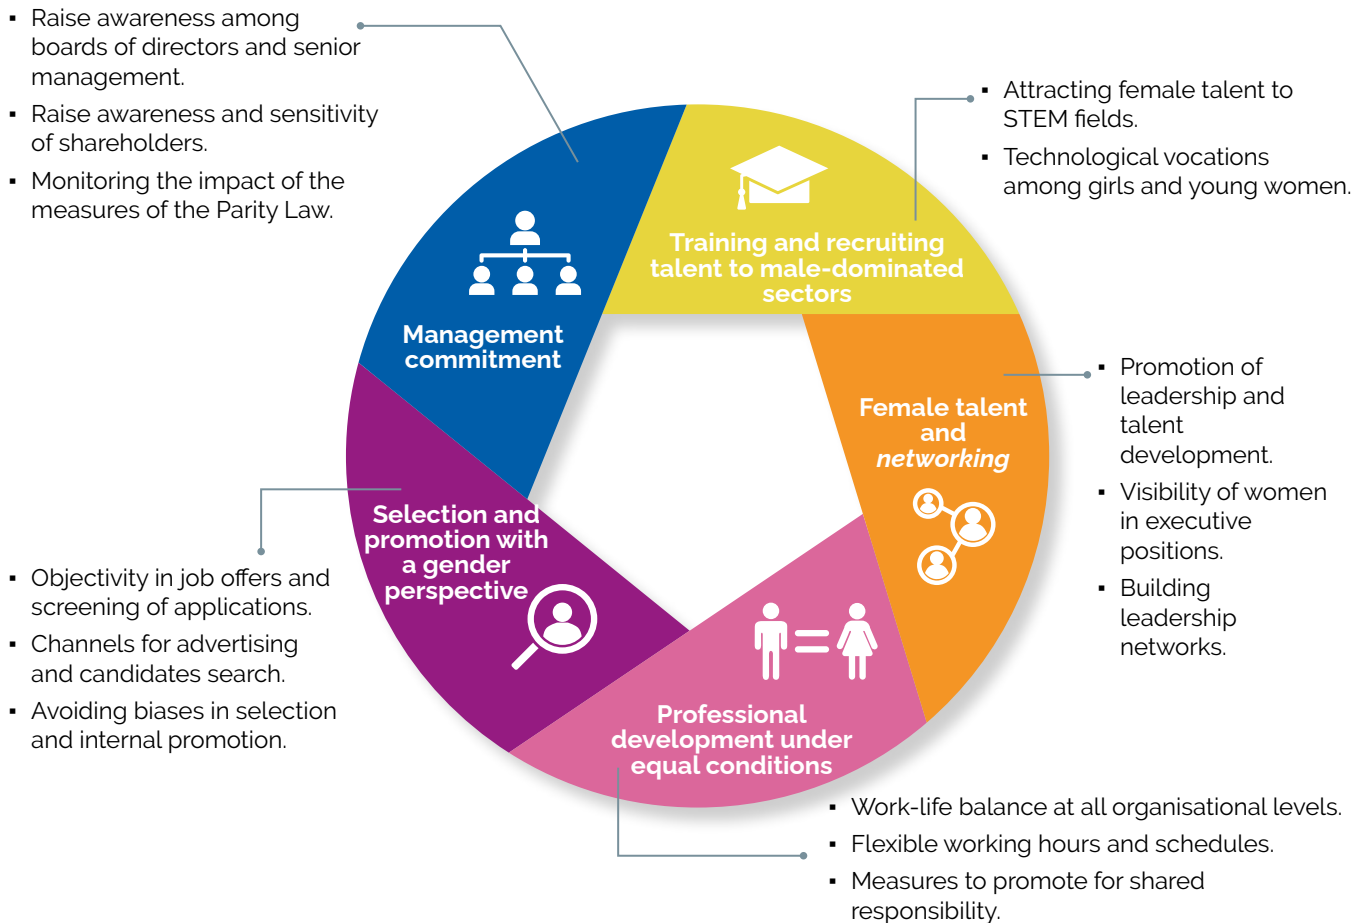 ▪ Raise awareness among
boards of directors and senior
management.
▪ Raise awareness and sensitivity
of shareholders.
▪ Monitoring the impact of the
measures of the Parity Law.
Management
commitment
▪ Attracting female talent to
STEM fields.
▪ Technological vocations
among girls and young women.
Training and recruiting
talent to male-dominated
sectors
▪ Promotion of
leadership and
talent
development.
▪ Visibility of women
in executive
positions.
▪ Building
leadership
networks.
Female talent
and
networking
Selection and
promotion with
a gender
perspective
▪ Objectivity in job offers and
screening of applications.
▪ Channels for advertising
and candidates search.
▪ Avoiding biases in selection
and internal promotion.
Professional
development under
equal conditions
▪ Work-life balance at all organisational levels.
▪ Flexible working hours and schedules.
▪ Measures to promote for shared
responsibility.